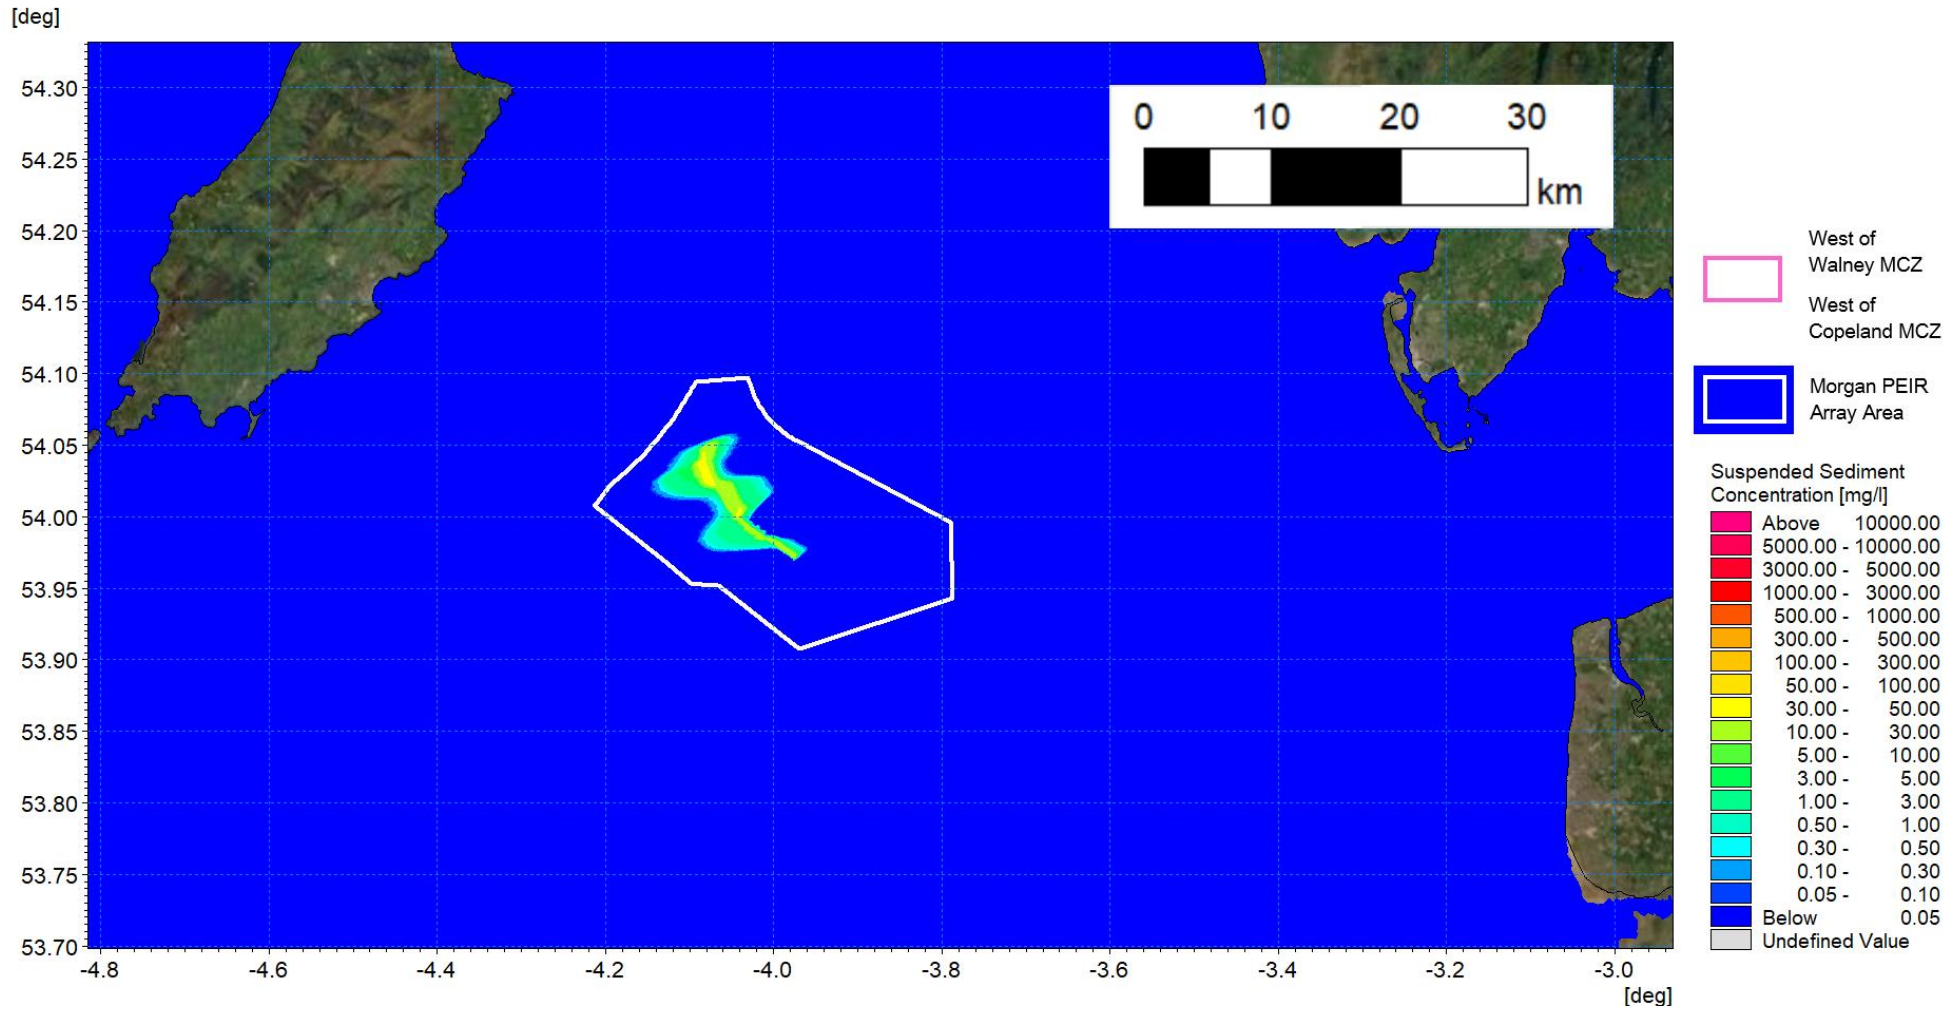 [deg]
54.30
54.25
54.20
54.15
54.10
54.05
54.00
53.95
53.90
53.85
53.80
53.75
53.70
-4.8 -4.6 -4.4 -4.2 -4.0 -3.8 -3.6 -3.4 -3.2 -3.0
[deg]
0 10 20 30
km
West of
Walney MCZ
West of
Copeland MCZ
Morgan PEIR
Array Area
Suspended Sediment
Concentration [mg/l]
Above 10000.00
5000.00 - 10000.00
3000.00 - 5000.00
1000.00 - 3000.00
500.00 - 1000.00
300.00 - 500.00
100.00 - 300.00
50.00 - 100.00
30.00 - 50.00
10.00 - 30.00
5.00 - 10.00
3.00 - 5.00
1.00 - 3.00
0.50 - 1.00
0.30 - 0.50
0.10 - 0.30
0.05 - 0.10
Below 0.05
Undefined Value